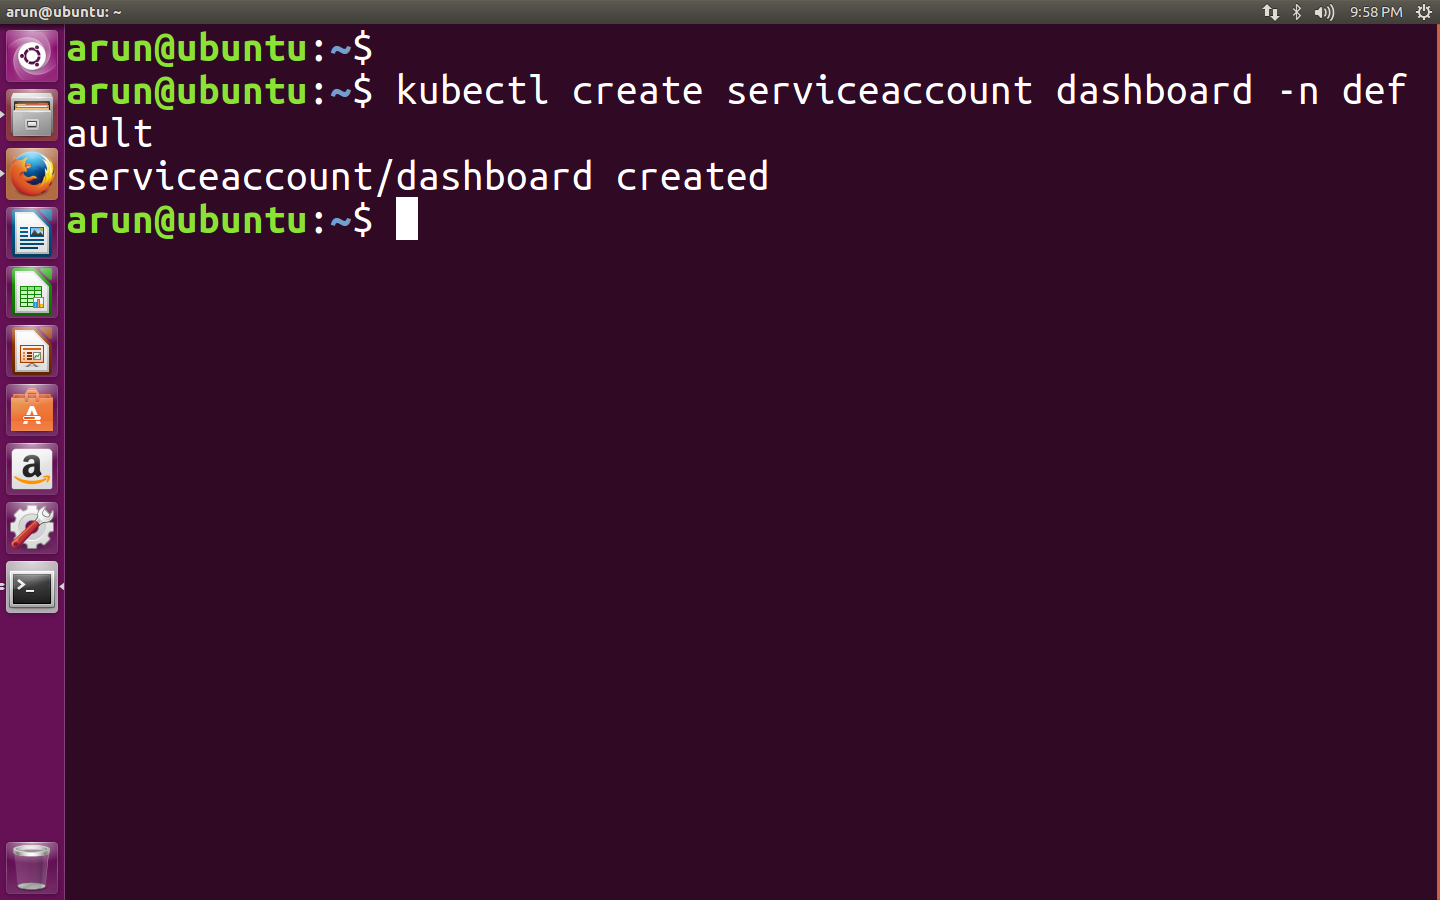 arun@ubuntu: ~
9:58 PM
arun@ubuntu:~$
arun@ubuntu:~$ kubectl create serviceaccount dashboard -n def
ault
serviceaccount/dashboard created
arun@ubuntu:~$